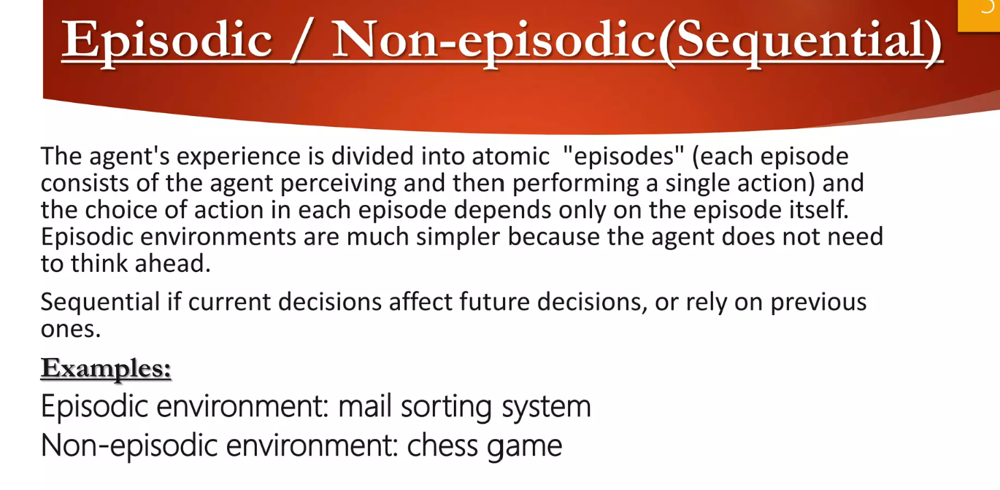 Episodic / Non-episodic(Sequential)
The agent's experience is divided into atomic  "episodes" (each episode
consists of the agent perceiving and then performing a single action) and
the choice of action in each episode depends only on the episode itself.
Episodic environments are much simpler because the agent does not need
to think ahead.
Sequential if current decisions affect future decisions, or rely on previous
ones.
Examples:
Episodic environment: mail sorting system
Non-episodic environment: chess game